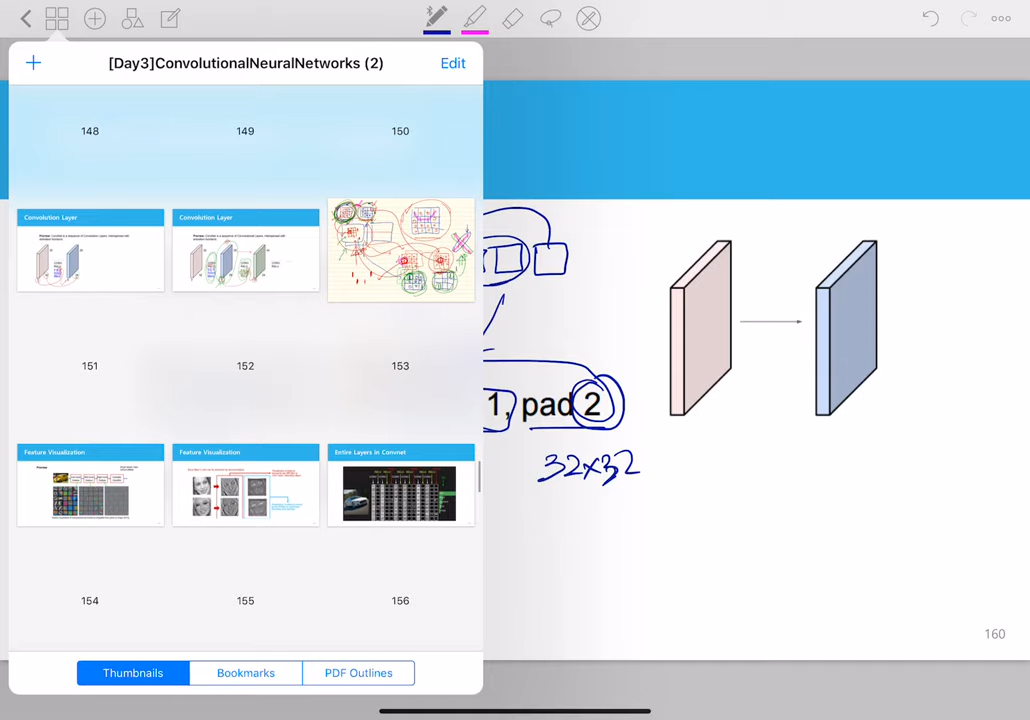 [Day3]ConvolutionalNeuralNetworks (2)
Edit
148
149
150
Convolution Layer
Convolution Layer
151
152
153
1, pad 2
32x32
Feature Visualization
Feature Visualization
Entire Layers in Convnet
154
155
156
160
Thumbnails
Bookmarks
PDF Outlines